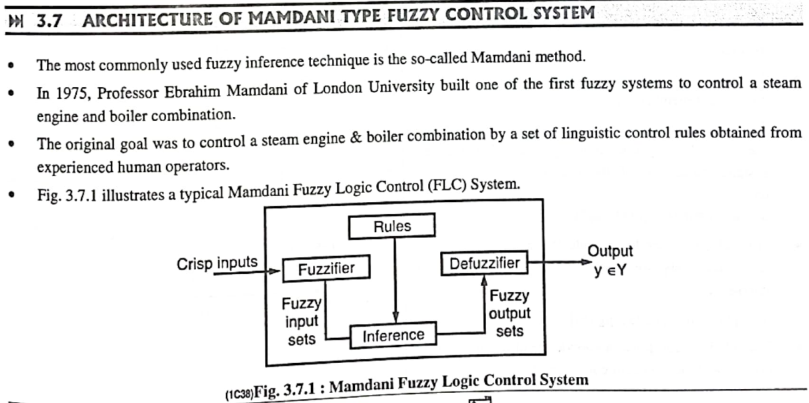 3.7 ARCHITECTURE OF MAMDANI TYPE FUZZY CONTROL SYSTEM
• The most commonly used fuzzy inference technique is the so-called Mamdani method.
• In 1975, Professor Ebrahim Mamdani of London University built one of the first fuzzy systems to control a steam
engine and boiler combination.
• The original goal was to control a steam engine & boiler combination by a set of linguistic control rules obtained from
experienced human operators.
• Fig. 3.7.1 illustrates a typical Mamdani Fuzzy Logic Control (FLC) System.
Rules
Crisp inputs
Fuzzifier
Defuzzifier
Output
y ∈Y
Fuzzy
input
sets
Inference
Fuzzy
output
sets
(1C38)Fig. 3.7.1 : Mamdani Fuzzy Logic Control System